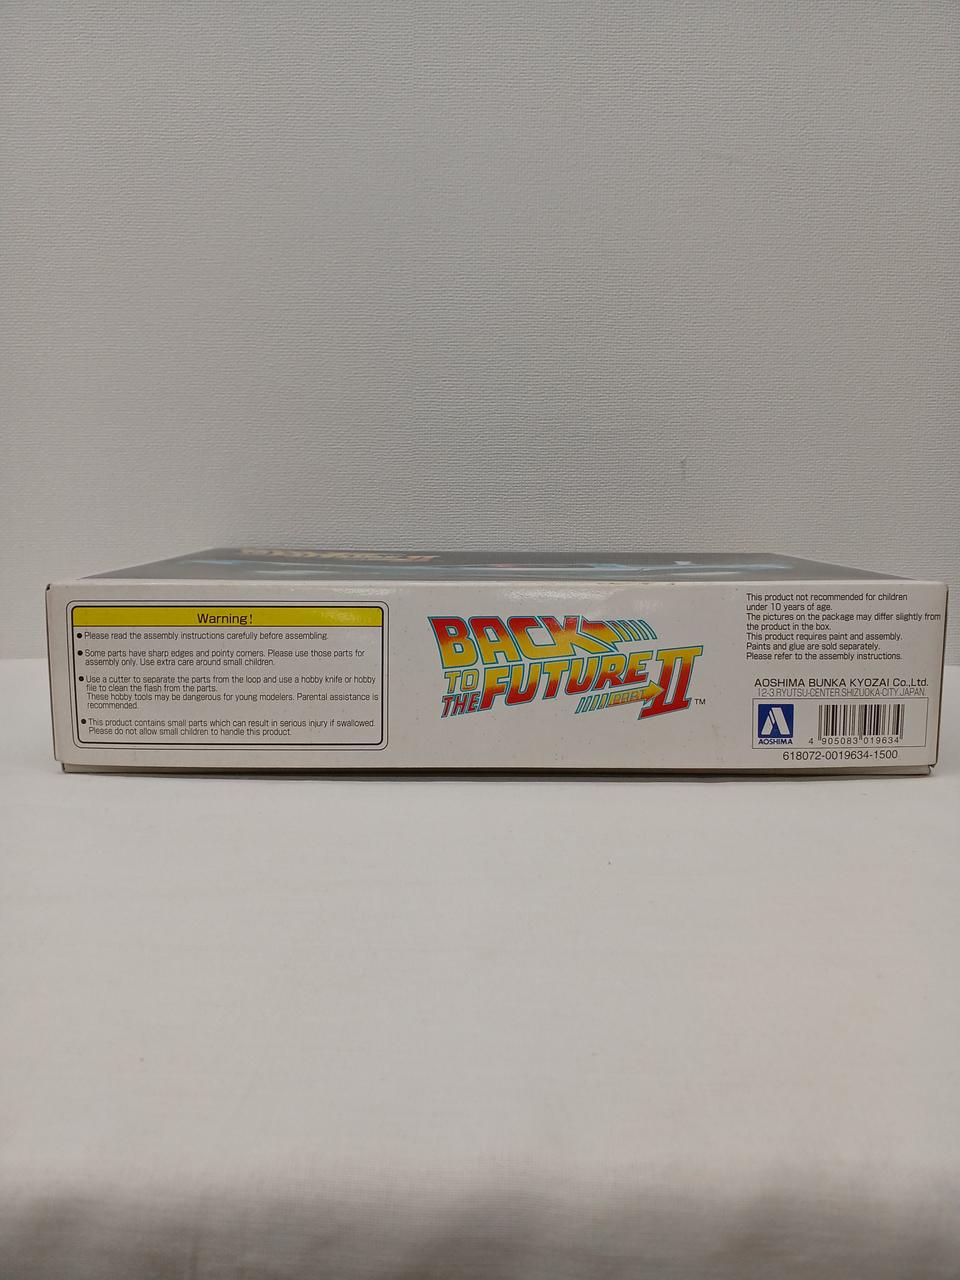 Warning!
●Please read the assembly instructions carefully before assembling.
●Some parts have sharp edges and pointy corners. Please use those parts for
assembly only. Use extra care around small children.
●Use a cutter to separate the parts from the loop and use a hobby knife or hobby
file to clean the flash from the parts.
These hobby tools may be dangerous for young modelers. Parental assistance is
recommended.
●This product contains small parts which can result in serious injury if swallowed.
Please do not allow small children to handle this product.
BACK
TO
THE FUTURE
PART II
TM
This product not recommended for children
under 10 years of age.
The pictures on the package may differ slightly from
the product in the box.
This product requires paint and assembly.
Paints and glue are sold separately.
Please refer to the assembly instructions.
AOSHIMA BUNKA KYOZAI Co.,Ltd.
12-3.RYUTSU-CENTER.SHIZUOKA-CITY.JAPAN.
AOSHIMA
4 905083 019634
618072-0019634-1500